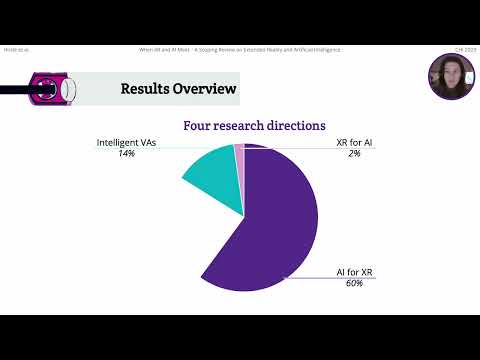 Hirzle et al.
When XR and AI Meet - A Scoping Review on Extended Reality and Artificial Intelligence
CHI 2023
Results Overview
Four research directions
Intelligent VAs
14%
XR for AI
2%
AI for XR
60%